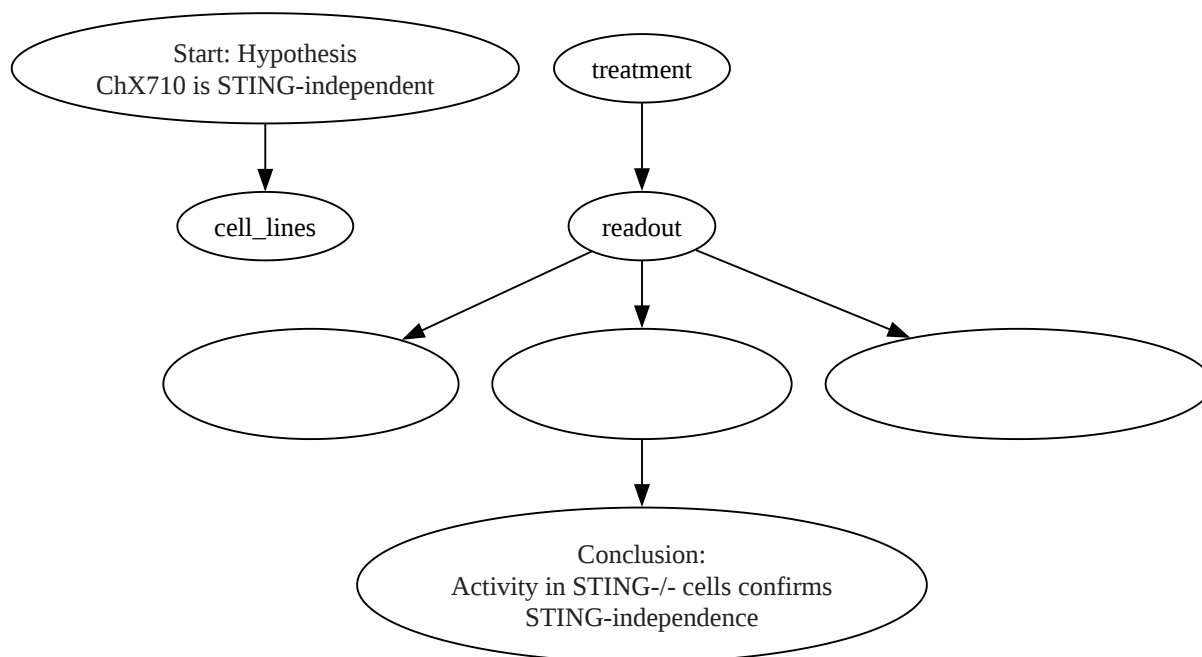 Start: Hypothesis
ChX710 is STING-independent
treatment
cell_lines
readout
Conclusion:
Activity in STING-/- cells confirms
STING-independence